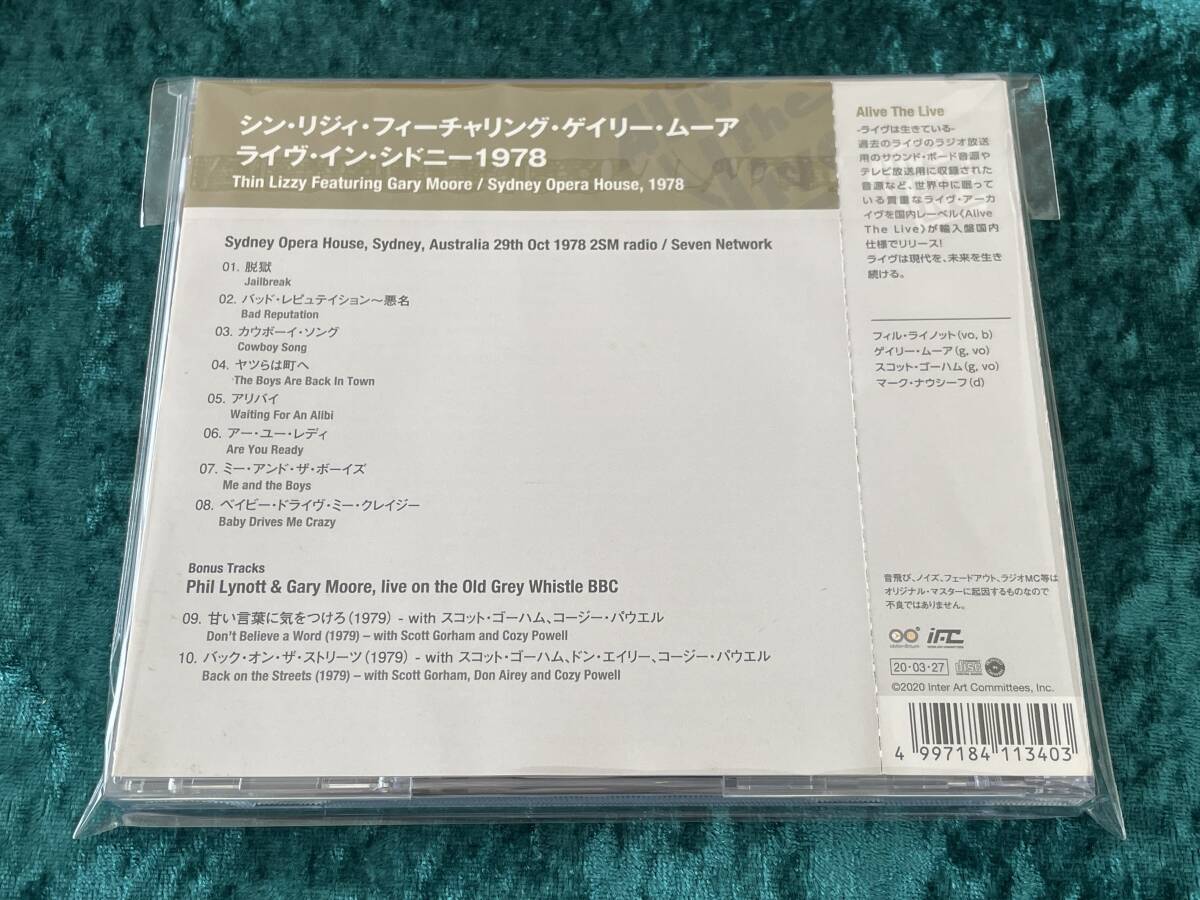 シン・リジィ・フィーチャリング・ゲイリー・ムーア
ライヴ・イン・シドニー1978
Thin Lizzy Featuring Gary Moore / Sydney Opera House, 1978
Sydney Opera House, Sydney, Australia 29th Oct 1978 2SM radio / Seven Network
01. 脱獄
Jailbreak
02. バッド・レピュテイション〜悪名
Bad Reputation
03. カウボーイ・ソング
Cowboy Song
04. ヤツらは町へ
The Boys Are Back In Town
05. アリバイ
Waiting For An Alibi
06. アー・ユー・レディ
Are You Ready
07. ミー・アンド・ザ・ボーイズ
Me and the Boys
08. ベイビー・ドライヴ・ミー・クレイジー
Baby Drives Me Crazy
Bonus Tracks
Phil Lynott & Gary Moore, live on the Old Grey Whistle BBC
09. 甘い言葉に気をつけろ(1979) - with スコット・ゴーハム、コージー・パウエル
Don't Believe a Word (1979) – with Scott Gorham and Cozy Powell
10. バック・オン・ザ・ストリーツ(1979) - with スコット・ゴーハム、ドン・エイリー、コージー・パウエル
Back on the Streets (1979) – with Scott Gorham, Don Airey and Cozy Powell
Alive The Live
-ライヴは生きている-
過去のライヴのラジオ放送
用のサウンド・ボード音源や
テレビ放送用に収録された
音源など、世界中に眠って
いる貴重なライヴ・アーカ
イヴを国内レーベル《Alive
The Live》が輸入盤国内
仕様でリリース!
ライヴは現代を、未来を生き
続ける。
フィル・ライノット(vo, b)
ゲイリー・ムーア(g, vo)
スコット・ゴーハム(g, vo)
マーク・ナウシーフ(d)
音飛び、ノイズ、フェードアウト、ラジオMC等は
オリジナル・マスターに起因するものなので
不良ではありません。
IAC
20・03・27
©2020 Inter Art Committees, Inc.
4 997184 113403